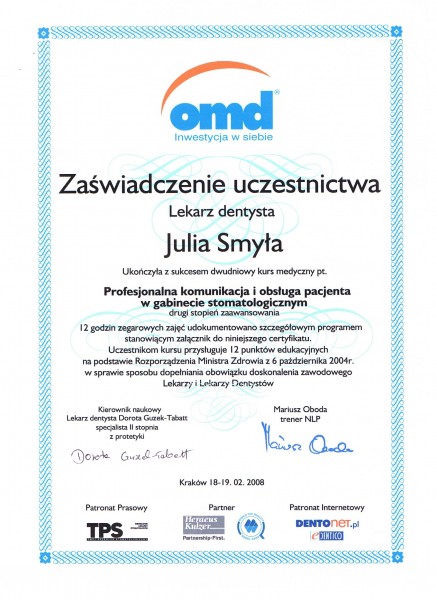 omd®
Inwestycja w siebie
Zaświadczenie uczestnictwa
Lekarz dentysta
Julia Smyła
Ukończyła z sukcesem dwudniowy kurs medyczny pt.
Profesjonalna komunikacja i obsługa pacjenta
w gabinecie stomatologicznym
drugi stopień zaawansowania
12 godzin zegarowych zajęć udokumentowano szczegółowym programem
stanowiącym załącznik do niniejszego certyfikatu.
Uczestnikom kursu przysługuje 12 punktów edukacyjnych
na podstawie Rozporządzenia Ministra Zdrowia z 6 października 2004r.
w sprawie sposobu dopełniania obowiązku doskonalenia zawodowego
Lekarzy i Lekarzy Dentystów
Kierownik naukowy
Lekarz dentysta Dorota Guzek-Tabatt
specjalista II stopnia
z protetyki
Mariusz Oboda
trener NLP
Dorota Guzek-Tabatt
Mariusz Oboda
Kraków 18-19. 02. 2008
Patronat Prasowy
Partner
Patronat Internetowy
TPS
Heraeus
Kulzer
Partnership-First.
DENTONET.pl
eDENTICO